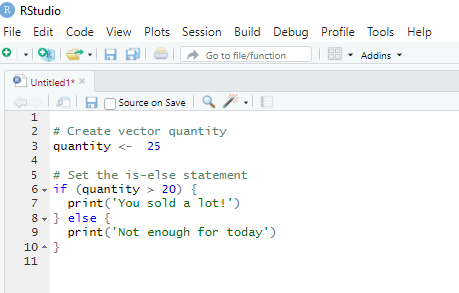 RStudio
File Edit Code View Plots Session Build Debug Profile Tools Help
Go to file/function Addins
Untitled1*
Source on Save
1
2 # Create vector quantity
3 quantity <-  25
4
5 # Set the is-else statement
6 if (quantity > 20) {
7   print('You sold a lot!')
8 } else {
9   print('Not enough for today')
10 }
11